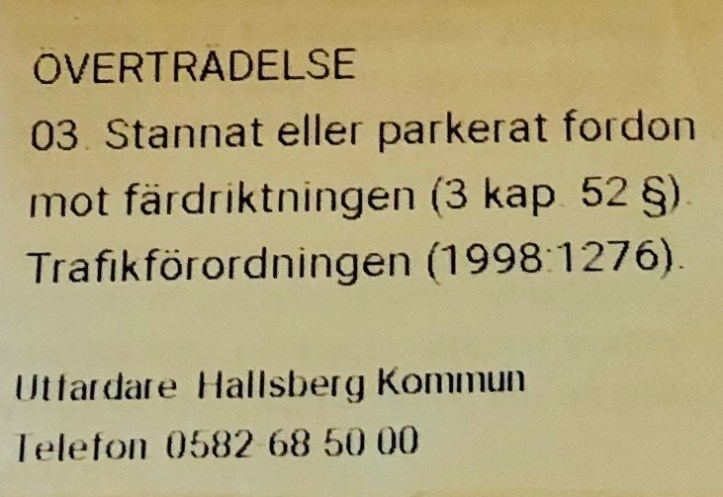 ÖVERTRÄDELSE
03. Stannat eller parkerat fordon
mot färdriktningen (3 kap. 52 §).
Trafikförordningen (1998:1276).
Utfärdare Hallsberg Kommun
Telefon 0582-68 50 00